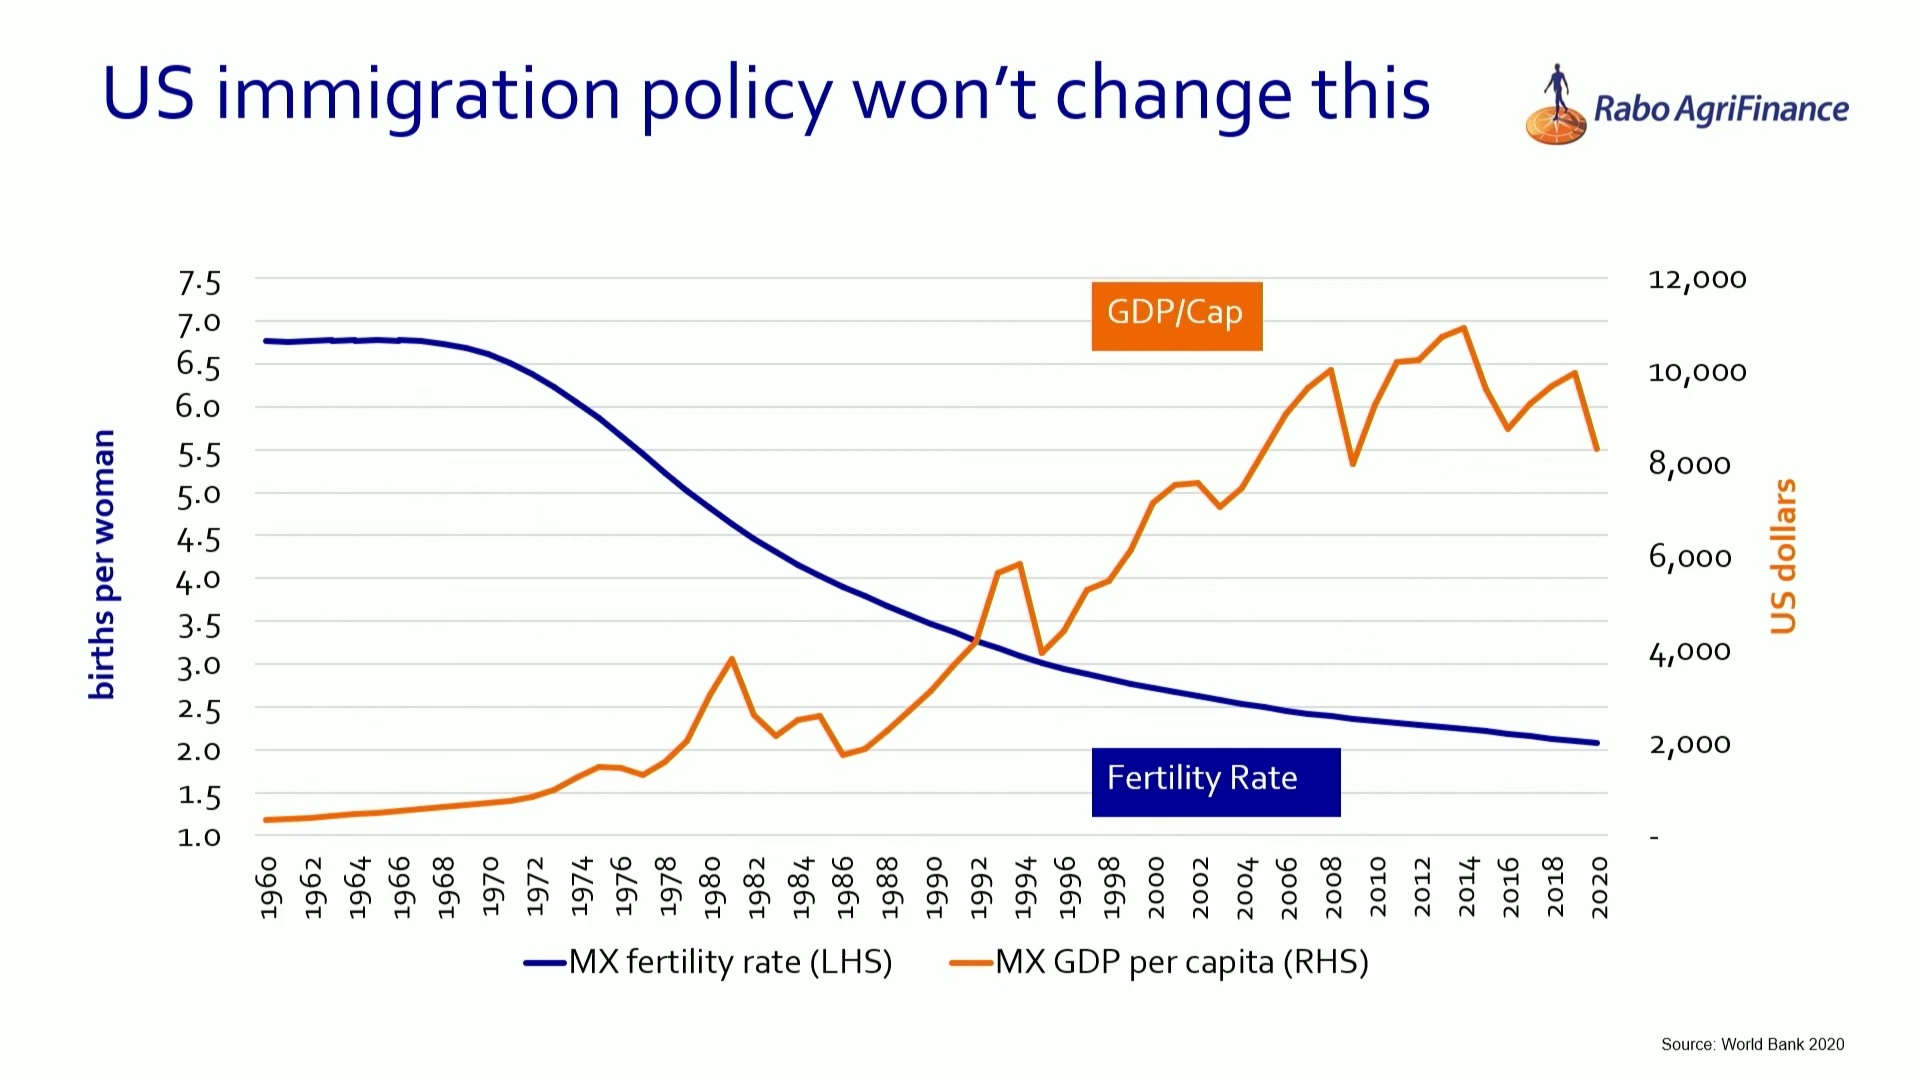 US immigration policy won't change this
Rabo AgriFinance
births per woman
7.5
7.0
6.5
6.0
5.5
5.0
4.5
4.0
3.5
3.0
2.5
2.0
1.5
1.0
GDP/Cap
Fertility Rate
12,000
10,000
8,000
6,000
4,000
2,000
-
US dollars
1960 1962 1964 1966 1968 1970 1972 1974 1976 1978 1980 1982 1984 1986 1988 1990 1992 1994 1996 1998 2000 2002 2004 2006 2008 2010 2012 2014 2016 2018 2020
MX fertility rate (LHS) MX GDP per capita (RHS)
Source: World Bank 2020